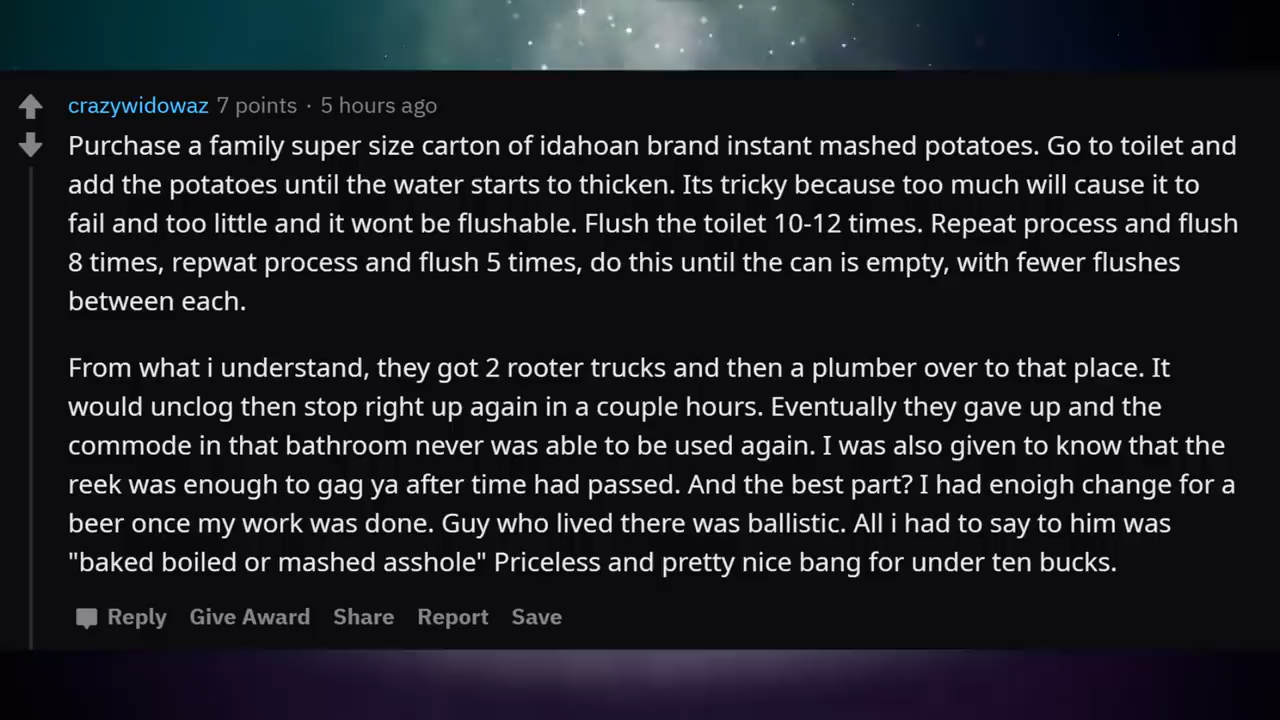 crazywidowaz 7 points · 5 hours ago
Purchase a family super size carton of idahoan brand instant mashed potatoes. Go to toilet and
add the potatoes until the water starts to thicken. Its tricky because too much will cause it to
fail and too little and it wont be flushable. Flush the toilet 10-12 times. Repeat process and flush
8 times, repwat process and flush 5 times, do this until the can is empty, with fewer flushes
between each.
From what i understand, they got 2 rooter trucks and then a plumber over to that place. It
would unclog then stop right up again in a couple hours. Eventually they gave up and the
commode in that bathroom never was able to be used again. I was also given to know that the
reek was enough to gag ya after time had passed. And the best part? I had enoigh change for a
beer once my work was done. Guy who lived there was ballistic. All i had to say to him was
"baked boiled or mashed asshole" Priceless and pretty nice bang for under ten bucks.
Reply Give Award Share Report Save